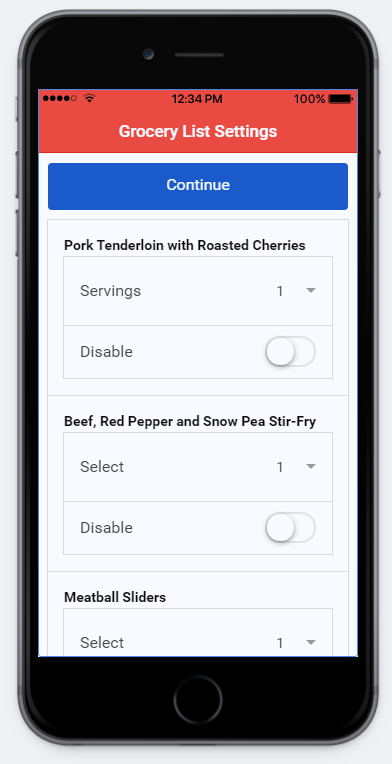 12:34 PM 100%
Grocery List Settings
Continue
Pork Tenderloin with Roasted Cherries
Servings 1
Disable
Beef, Red Pepper and Snow Pea Stir-Fry
Select 1
Disable
Meatball Sliders
Select 1